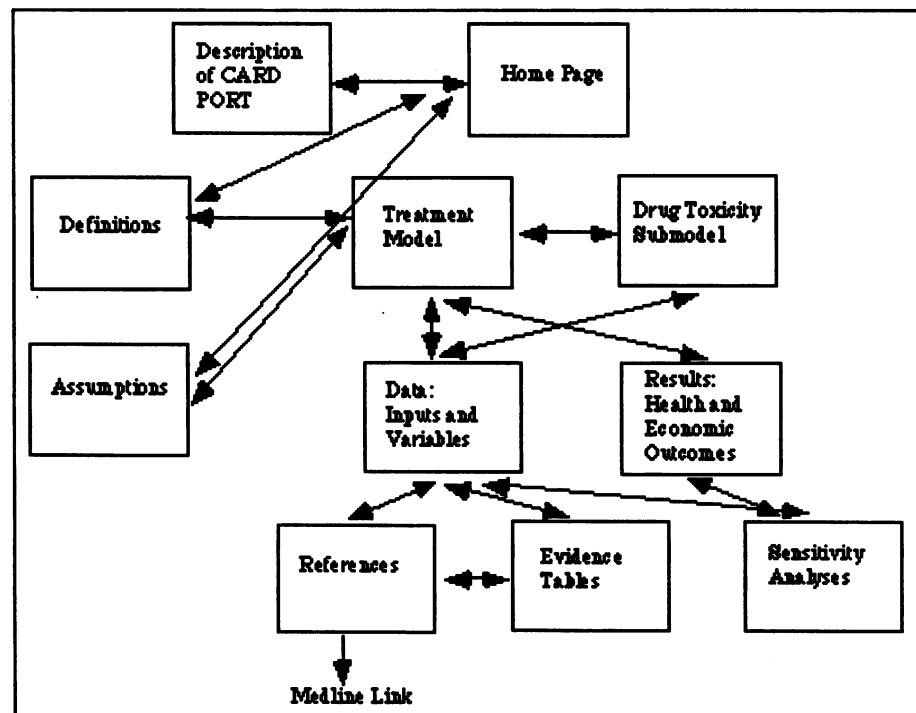 Description
of CARD
PORT
Home Page
Definitions
Treatment
Model
Drug Toxicity
Submodel
Assumptions
Data:
Inputs and
Variables
Results:
Health and
Economic
Outcomes
References
Evidence
Tables
Sensitivity
Analyses
Medline Link